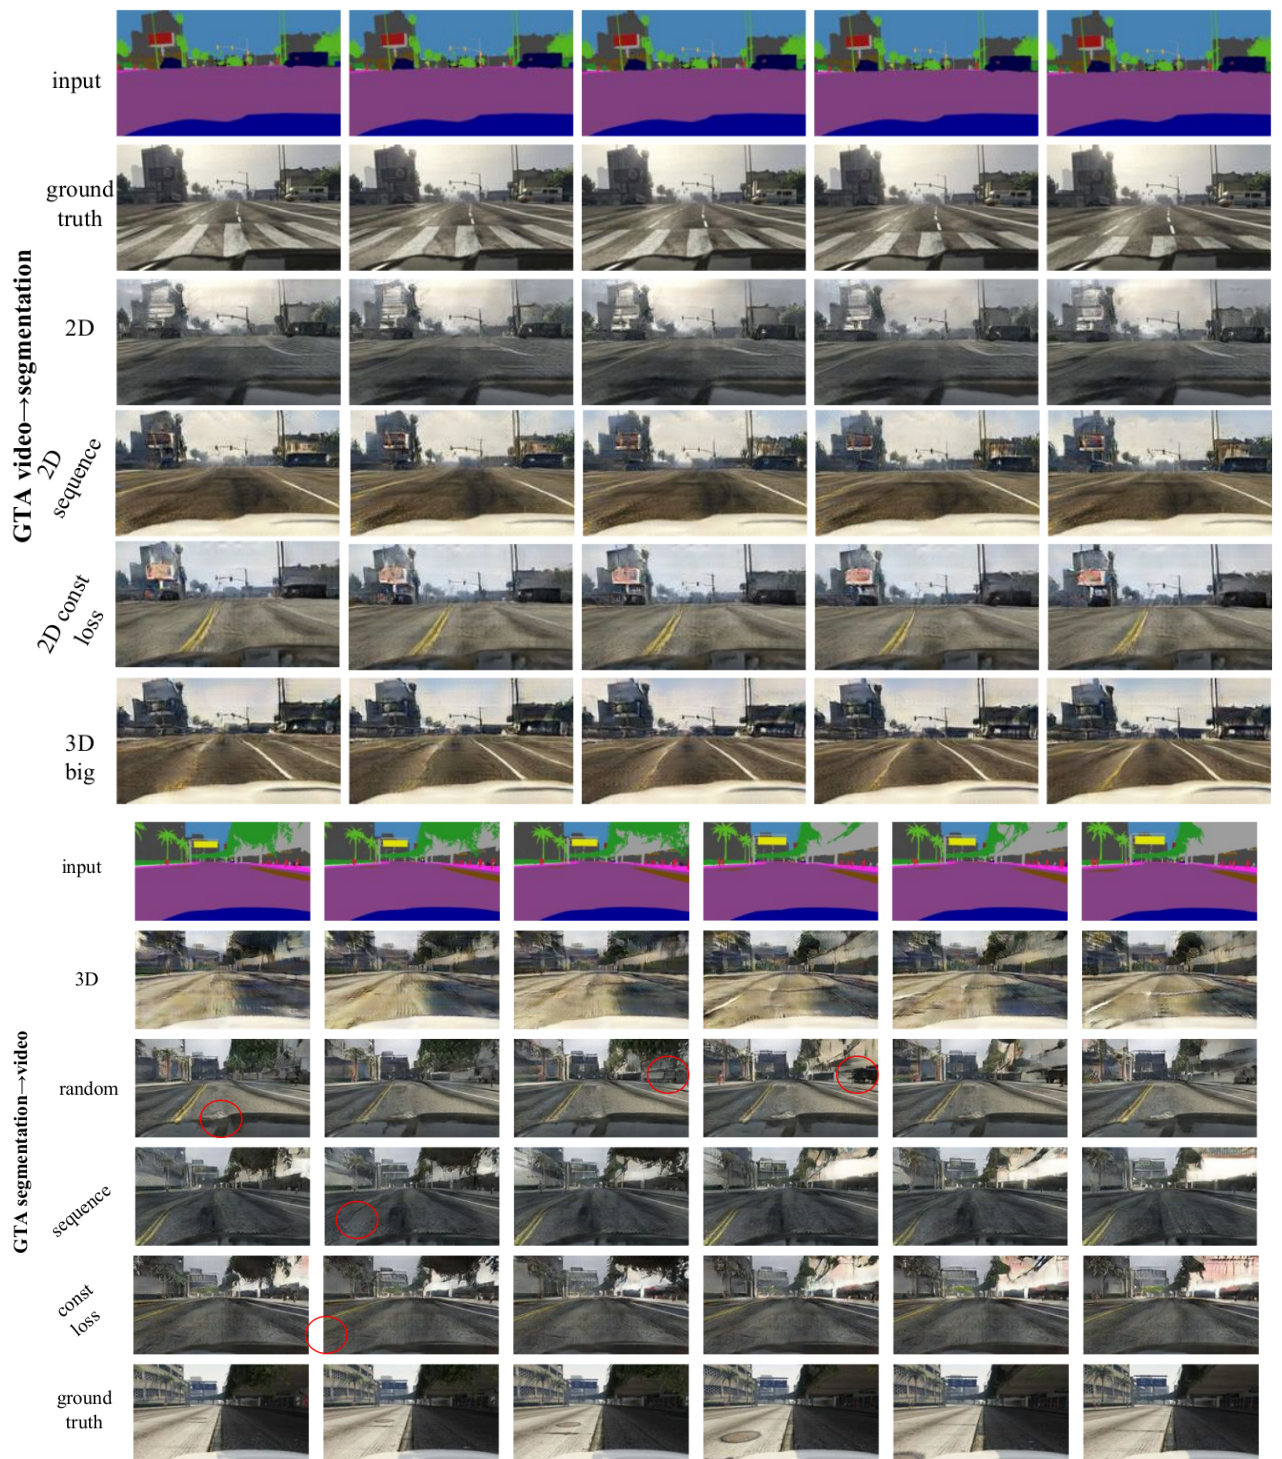 GTA video→segmentation
input
ground
truth
2D
2D
sequence
2D const
loss
3D
big
GTA segmentation→video
input
3D
random
sequence
const
loss
ground
truth